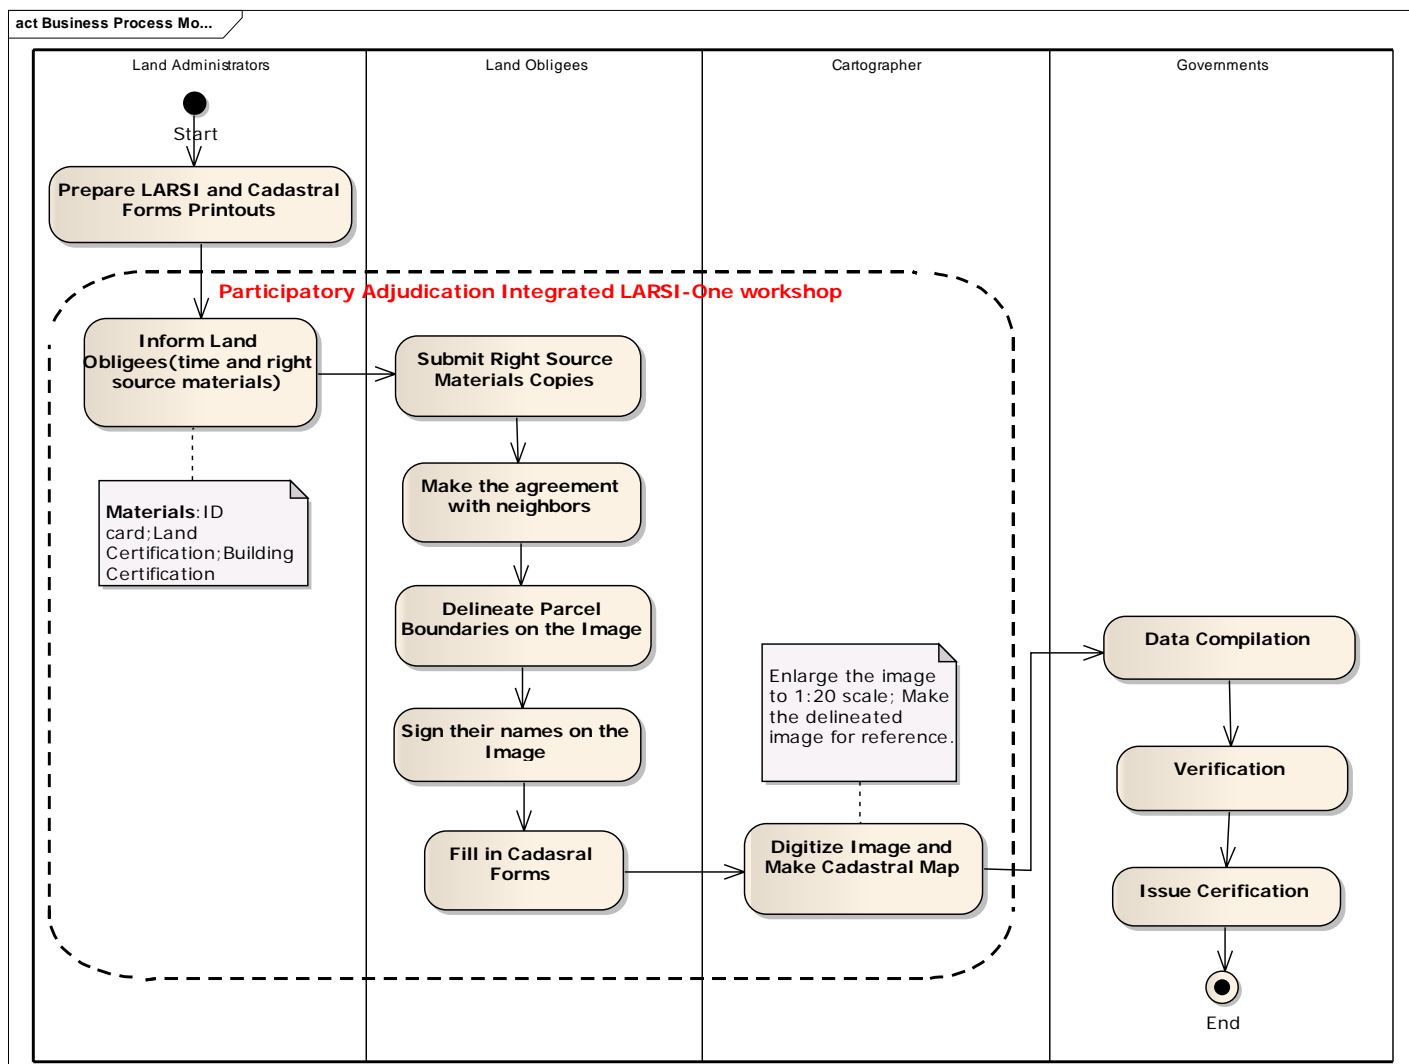 act Business Process Mo...
Land Administrators
Land Obligees
Cartographer
Governments
Start
Prepare LARSI and Cadastral
Forms Printouts
Participatory Adjudication Integrated LARSI-One workshop
Inform Land
Obligees(time and right
source materials)
Materials:ID
card;Land
Certification;Building
Certification
Submit Right Source
Materials Copies
Make the agreement
with neighbors
Delineate Parcel
Boundaries on the Image
Sign their names on the
Image
Fill in Cadasral
Forms
Enlarge the image
to 1:20 scale; Make
the delineated
image for reference.
Digitize Image and
Make Cadastral Map
Data Compilation
Verification
Issue Cerification
End